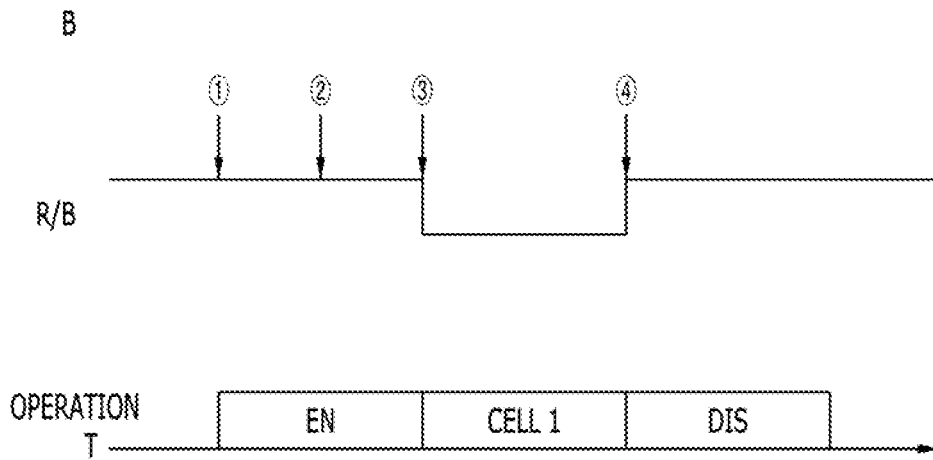 B
① ② ③ ④
R/B
OPERATION EN CELL 1 DIS
T